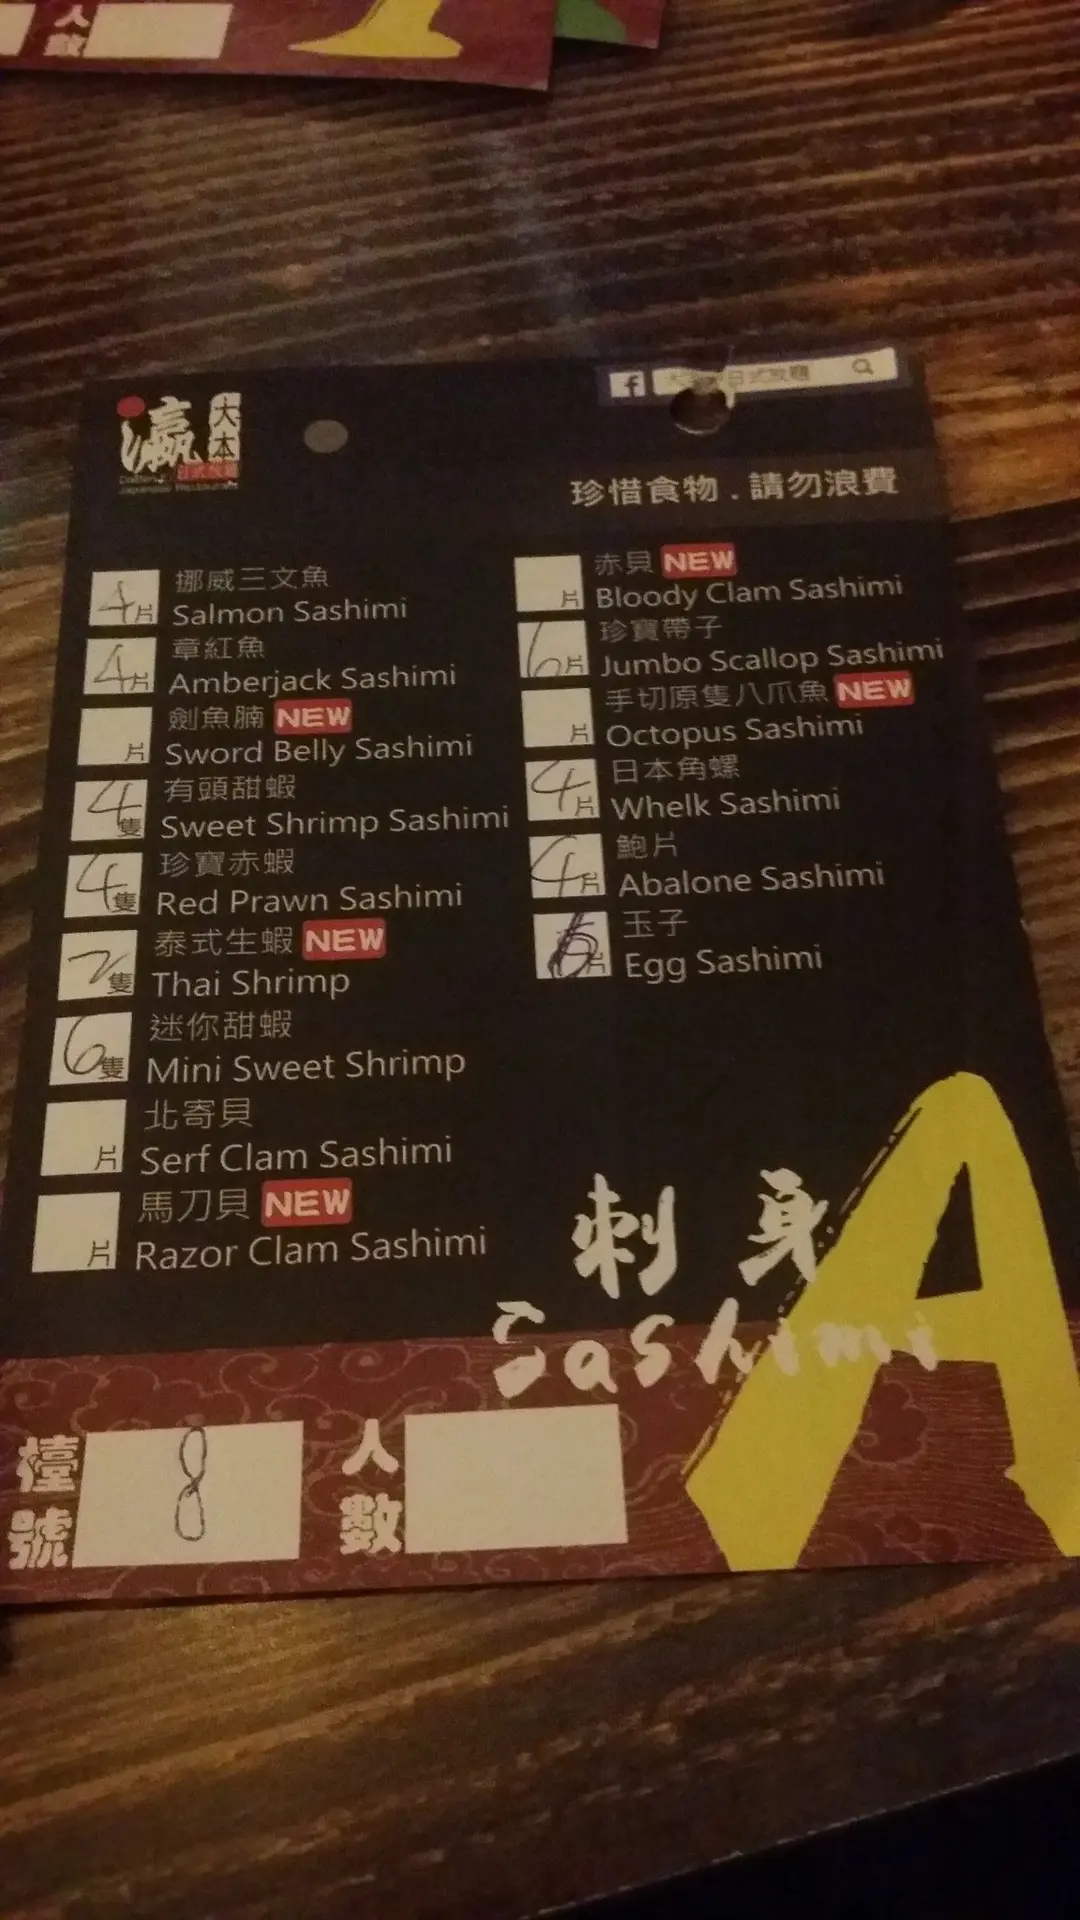 人
數
大
本
瀛
f
珍惜食物．請勿浪費
4片 挪威三文魚
Salmon Sashimi
4片 章紅魚
Amberjack Sashimi
片 劍魚腩 NEW
Sword Belly Sashimi
4隻 有頭甜蝦
Sweet Shrimp Sashimi
4隻 珍寶赤蝦
Red Prawn Sashimi
2隻 泰式生蝦 NEW
Thai Shrimp
6隻 迷你甜蝦
Mini Sweet Shrimp
片 北寄貝
Serf Clam Sashimi
片 馬刀貝 NEW
Razor Clam Sashimi
片 赤貝 NEW
Bloody Clam Sashimi
6片 珍寶帶子
Jumbo Scallop Sashimi
片 手切原隻八爪魚 NEW
Octopus Sashimi
4片 日本角螺
Whelk Sashimi
4片 鮑片
Abalone Sashimi
片 玉子
Egg Sashimi
刺身
Sashimi
A
擡號 8
人數